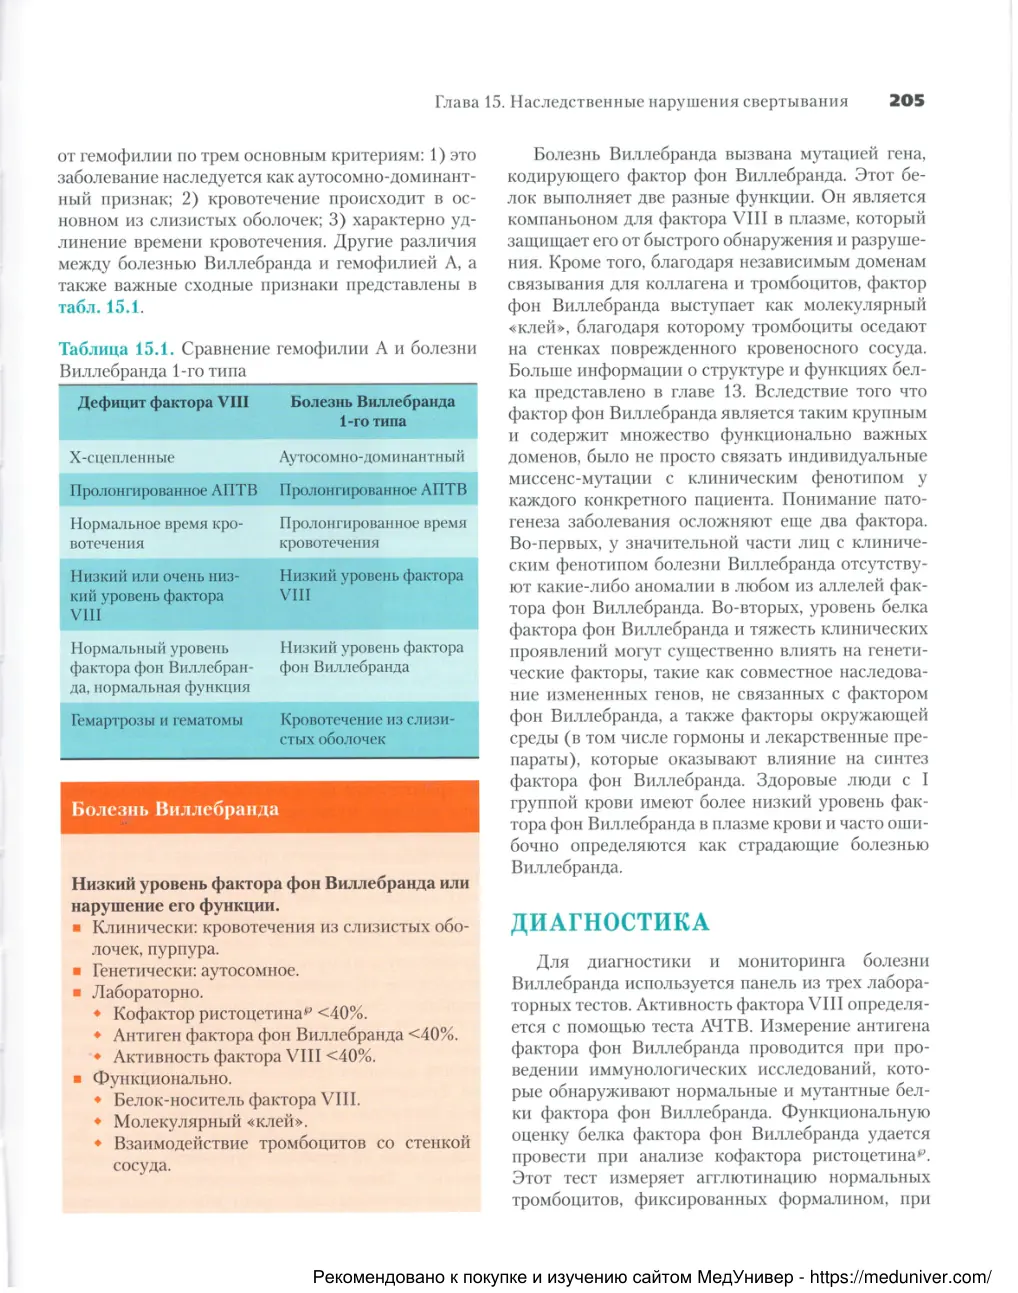 Глава 15. Наследственные нарушения свертывания 205
от гемофилии по трем основным критериям: 1) это
заболевание наследуется как аутосомно-доминант-
ный признак; 2) кровотечение происходит в ос-
новном из слизистых оболочек; 3) характерно уд-
линение времени кровотечения. Другие различия
между болезнью Виллебранда и гемофилией А, а
также важные сходные признаки представлены в
табл. 15.1.
Таблица 15.1. Сравнение гемофилии А и болезни
Виллебранда 1-го типа
Дефицит фактора VIII Болезнь Виллебранда
1-го типа
Х-сцепленные Аутосомно-доминантный
Пролонгированное АПТВ Пролонгированное АПТВ
Нормальное время кро- Пролонгированное время
вотечения кровотечения
Низкий или очень низ- Низкий уровень фактора
кий уровень фактора VIII
VIII
Нормальный уровень Низкий уровень фактора
фактора фон Виллебран- фон Виллебранда
да, нормальная функция
Гемартрозы и гематомы Кровотечение из слизи-
стых оболочек
Болезнь Виллебранда
Низкий уровень фактора фон Виллебранда или
нарушение его функции.
▪ Клинически: кровотечения из слизистых обо-
лочек, пурпура.
▪ Генетически: аутосомное.
▪ Лабораторно.
◆ Кофактор ристоцетина℘ <40%.
◆ Антиген фактора фон Виллебранда <40%.
◆ Активность фактора VIII <40%.
▪ Функционально.
◆ Белок-носитель фактора VIII.
◆ Молекулярный «клей».
◆ Взаимодействие тромбоцитов со стенкой
сосуда.
Болезнь Виллебранда вызвана мутацией гена,
кодирующего фактор фон Виллебранда. Этот бе-
лок выполняет две разные функции. Он является
компаньоном для фактора VIII в плазме, который
защищает его от быстрого обнаружения и разруше-
ния. Кроме того, благодаря независимым доменам
связывания для коллагена и тромбоцитов, фактор
фон Виллебранда выступает как молекулярный
«клей», благодаря которому тромбоциты оседают
на стенках поврежденного кровеносного сосуда.
Больше информации о структуре и функциях бел-
ка представлено в главе 13. Вследствие того что
фактор фон Виллебранда является таким крупным
и содержит множество функционально важных
доменов, было не просто связать индивидуальные
миссенс-мутации с клиническим фенотипом у
каждого конкретного пациента. Понимание пато-
генеза заболевания осложняют еще два фактора.
Во-первых, у значительной части лиц с клиниче-
ским фенотипом болезни Виллебранда отсутству-
ют какие-либо аномалии в любом из аллелей фак-
тора фон Виллебранда. Во-вторых, уровень белка
фактора фон Виллебранда и тяжесть клинических
проявлений могут существенно влиять на генети-
ческие факторы, такие как совместное наследова-
ние измененных генов, не связанных с фактором
фон Виллебранда, а также факторы окружающей
среды (в том числе гормоны и лекарственные пре-
параты), которые оказывают влияние на синтез
фактора фон Виллебранда. Здоровые люди с I
группой крови имеют более низкий уровень фак-
тора фон Виллебранда в плазме крови и часто оши-
бочно определяются как страдающие болезнью
Виллебранда.
ДИАГНОСТИКА
Для диагностики и мониторинга болезни
Виллебранда используется панель из трех лабора-
торных тестов. Активность фактора VIII определя-
ется с помощью теста АЧТВ. Измерение антигена
фактора фон Виллебранда проводится при про-
ведении иммунологических исследований, кото-
рые обнаруживают нормальные и мутантные бел-
ки фактора фон Виллебранда. Функциональную
оценку белка фактора фон Виллебранда удается
провести при анализе кофактора ристоцетина℘.
Этот тест измеряет агглютинацию нормальных
тромбоцитов, фиксированных формалином, при
Рекомендовано к покупке и изучению сайтом МедУнивер - https://meduniver.com/